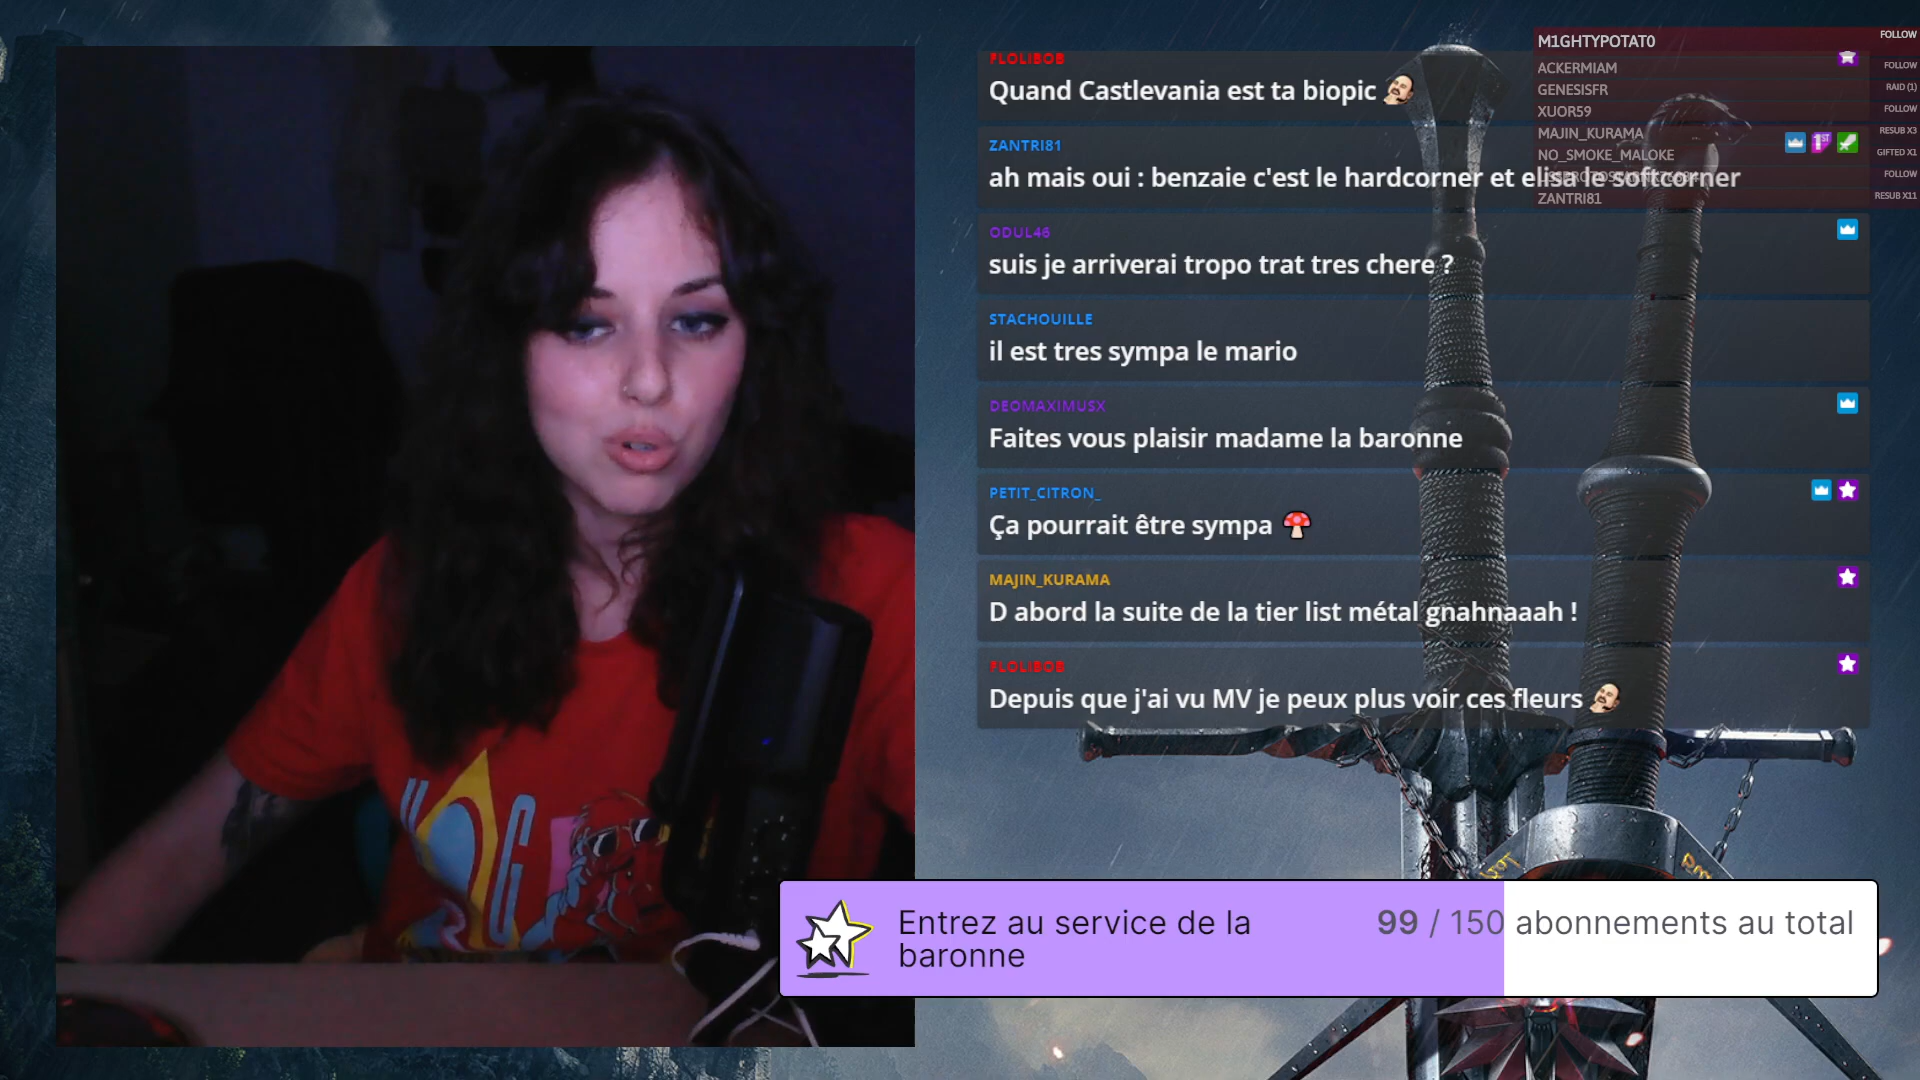 FLOLIBOB
Quand Castlevania est ta biopic
ZANTRI81
ah mais oui : benzaie c'est le hardcorner et elisa le softcorner
ODUL46
suis je arriverai tropo trat tres chere ?
STACHOUILLE
il est tres sympa le mario
DEOMAXIMUSX
Faites vous plaisir madame la baronne
PETIT_CITRON_
Ça pourrait être sympa
MAJIN_KURAMA
D abord la suite de la tier list métal gnahnaaah !
FLOLIBOB
Depuis que j'ai vu MV je peux plus voir ces fleurs
M1GHTYPOTAT0 FOLLOW
ACKERMIAM FOLLOW
GENESISFR RAID (1)
XUOR59 FOLLOW
MAJIN_KURAMA RESUB X3
NO_SMOKE_MALOKE GIFTED X1
FOLLOW
ZANTRI81 RESUB X11
1ST
Entrez au service de la
baronne
99 / 150 abonnements au total